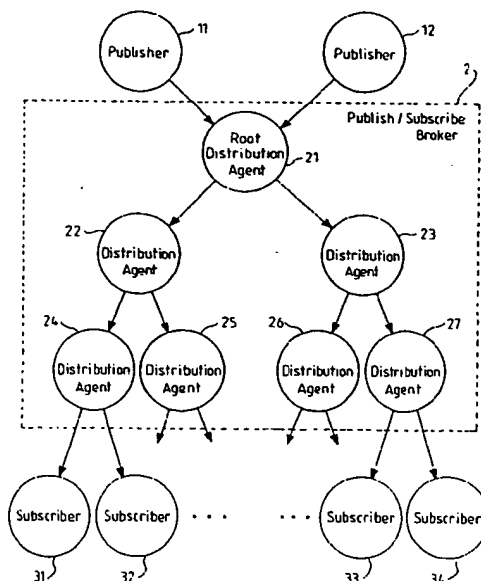 11
12
Publisher
Publisher
2
Publish / Subscribe
Broker
Root
Distribution
Agent
21
22
23
Distribution
Agent
Distribution
Agent
24
25
26
27
Distribution
Agent
Distribution
Agent
Distribution
Agent
Distribution
Agent
Subscriber
Subscriber
. . .
. . .
Subscriber
Subscriber
31
32
33
34